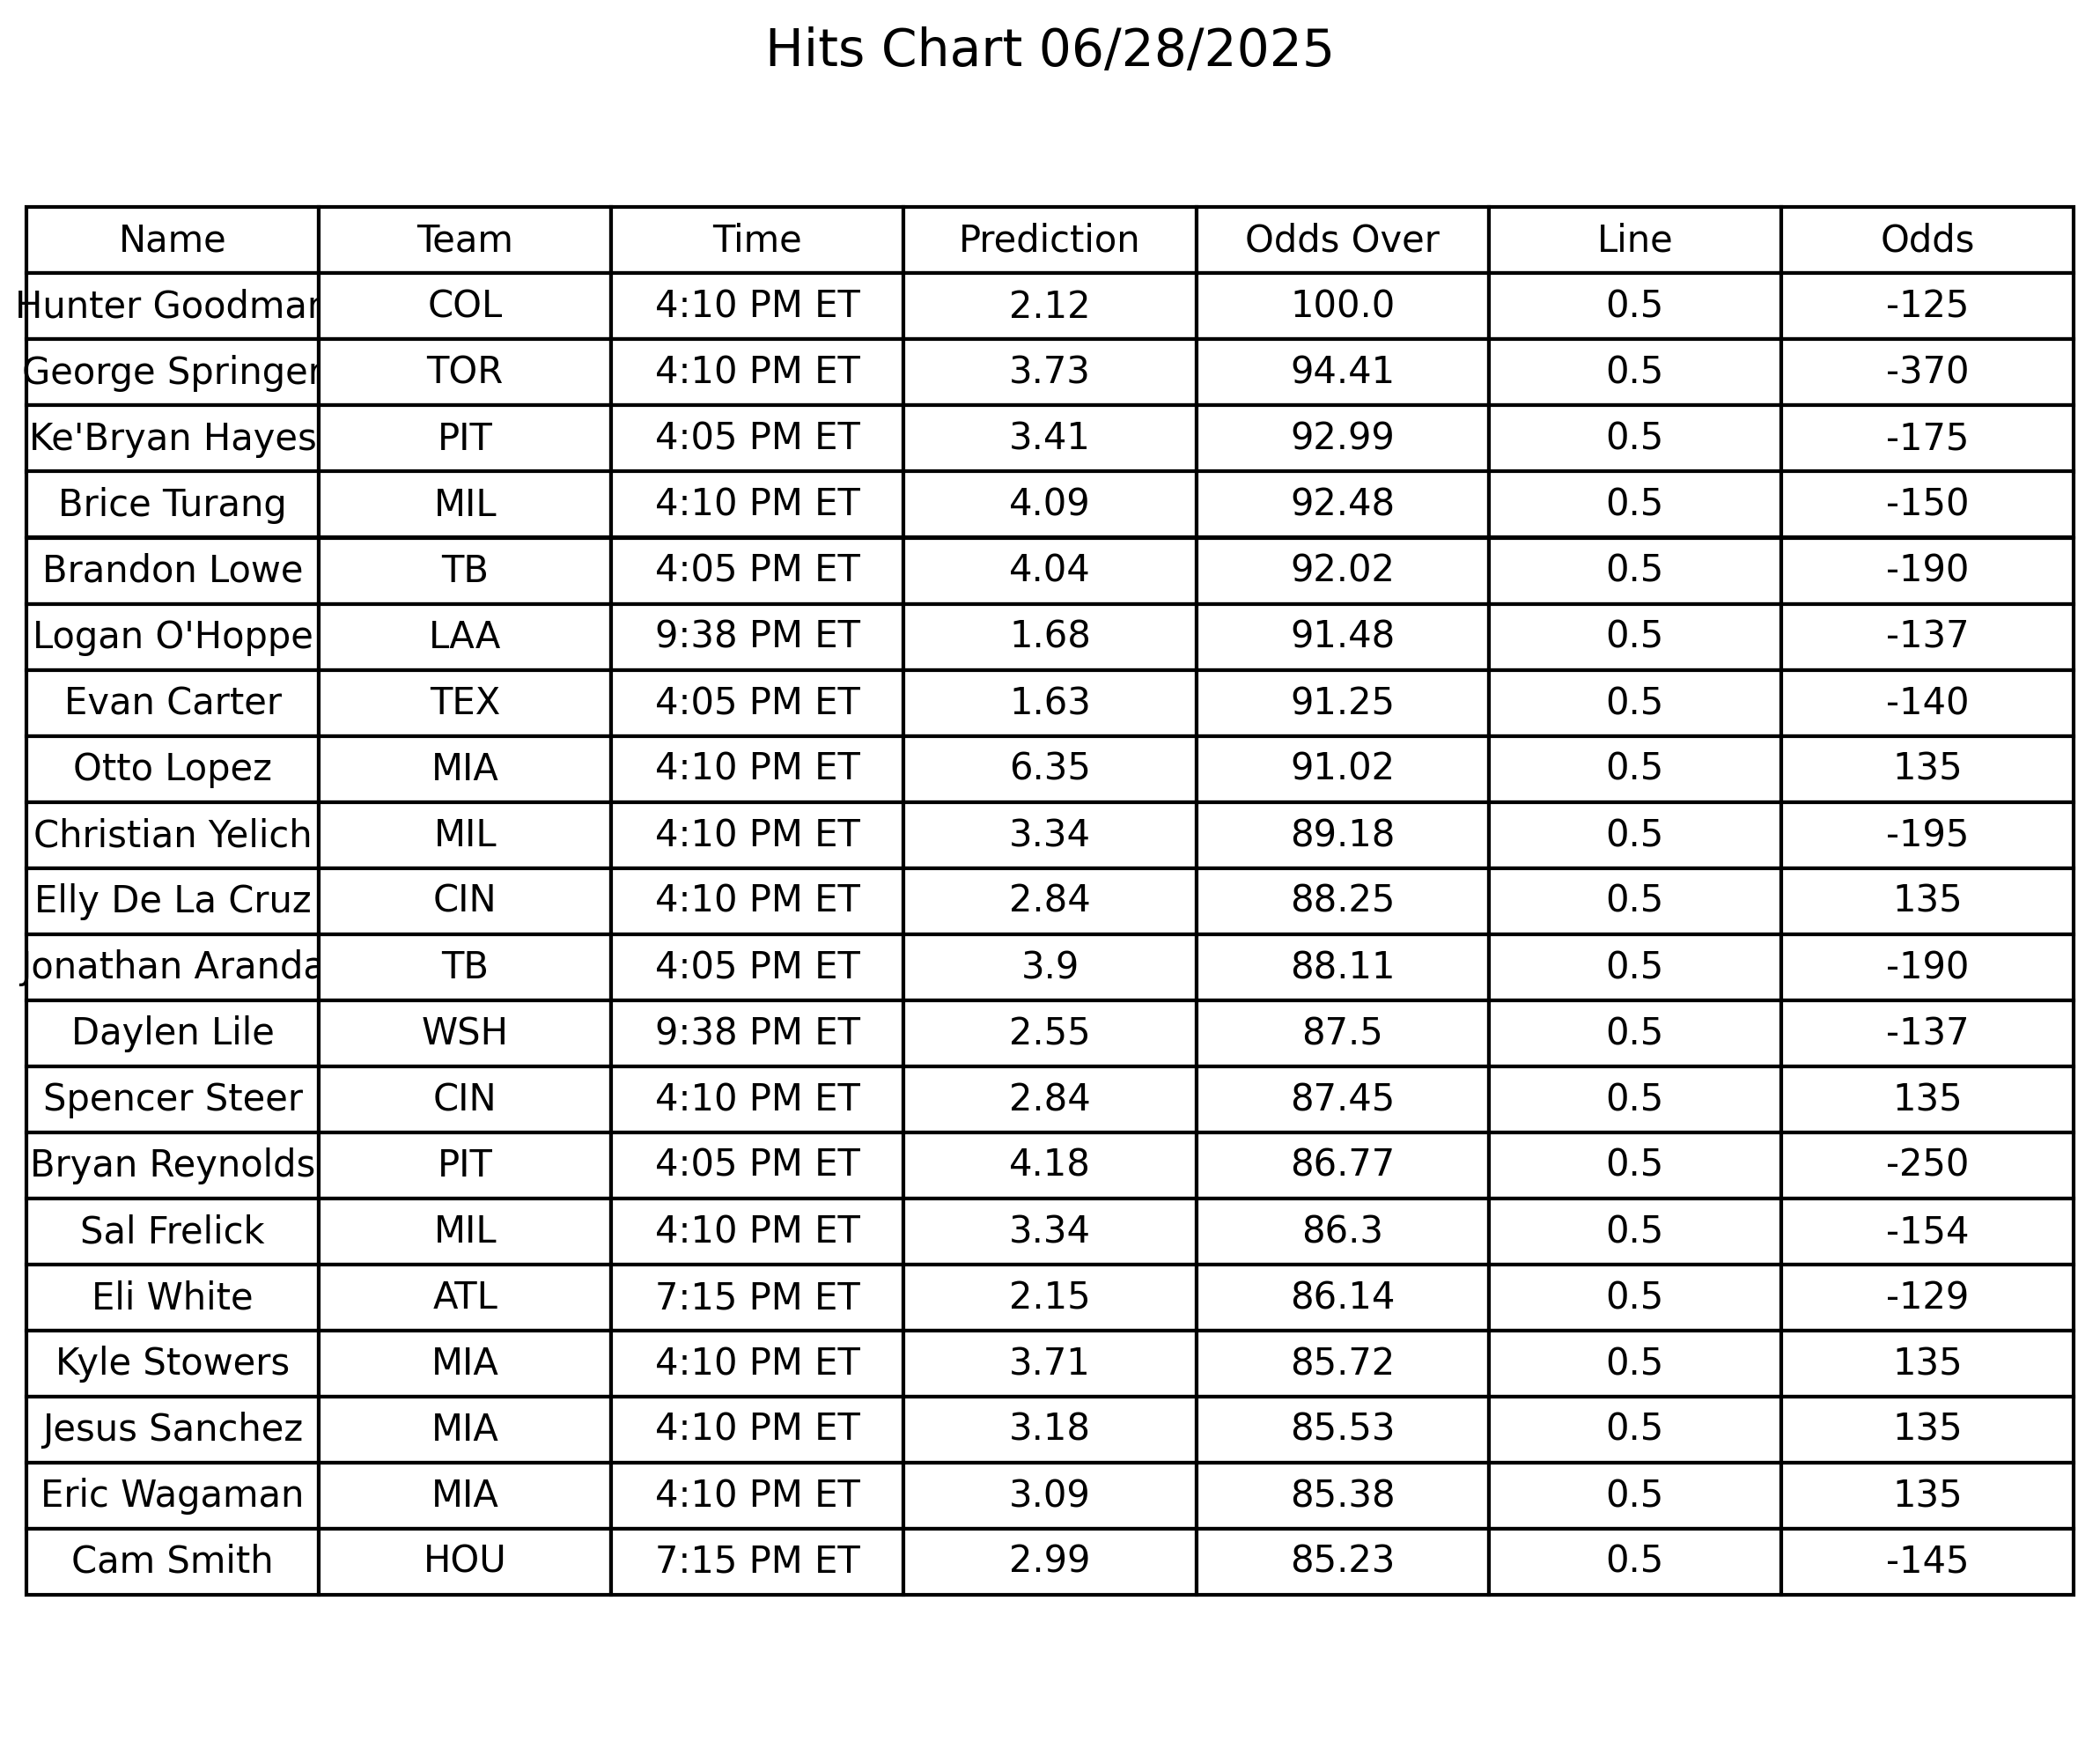 Hits Chart 06/28/2025
Name Team Time Prediction Odds Over Line Odds
Hunter Goodman COL 4:10 PM ET 2.12 100.0 0.5 -125
George Springer TOR 4:10 PM ET 3.73 94.41 0.5 -370
Ke'Bryan Hayes PIT 4:05 PM ET 3.41 92.99 0.5 -175
Brice Turang MIL 4:10 PM ET 4.09 92.48 0.5 -150
Brandon Lowe TB 4:05 PM ET 4.04 92.02 0.5 -190
Logan O'Hoppe LAA 9:38 PM ET 1.68 91.48 0.5 -137
Evan Carter TEX 4:05 PM ET 1.63 91.25 0.5 -140
Otto Lopez MIA 4:10 PM ET 6.35 91.02 0.5 135
Christian Yelich MIL 4:10 PM ET 3.34 89.18 0.5 -195
Elly De La Cruz CIN 4:10 PM ET 2.84 88.25 0.5 135
Jonathan Aranda TB 4:05 PM ET 3.9 88.11 0.5 -190
Daylen Lile WSH 9:38 PM ET 2.55 87.5 0.5 -137
Spencer Steer CIN 4:10 PM ET 2.84 87.45 0.5 135
Bryan Reynolds PIT 4:05 PM ET 4.18 86.77 0.5 -250
Sal Frelick MIL 4:10 PM ET 3.34 86.3 0.5 -154
Eli White ATL 7:15 PM ET 2.15 86.14 0.5 -129
Kyle Stowers MIA 4:10 PM ET 3.71 85.72 0.5 135
Jesus Sanchez MIA 4:10 PM ET 3.18 85.53 0.5 135
Eric Wagaman MIA 4:10 PM ET 3.09 85.38 0.5 135
Cam Smith HOU 7:15 PM ET 2.99 85.23 0.5 -145